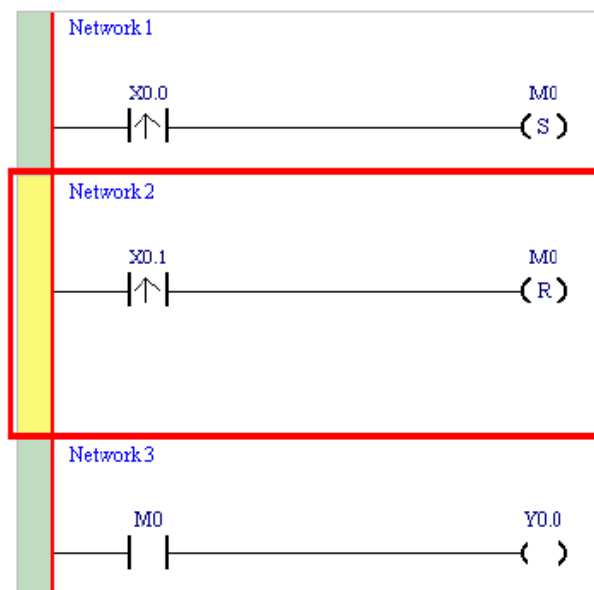 Network 1
X0.0 M0
S
Network 2
X0.1 M0
R
Network 3
M0 Y0.0